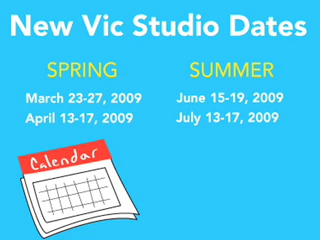 New Vic Studio Dates
SPRING
March 23-27, 2009
April 13-17, 2009
SUMMER
June 15-19, 2009
July 13-17, 2009
Calendar